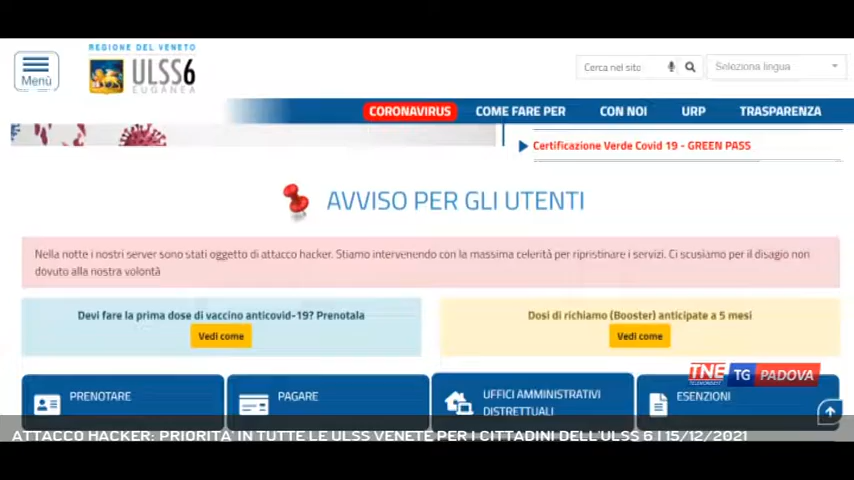 REGIONE DEL VENETO
ULSS6
EUGANEA
Menù
Cerca nel sito
Seleziona lingua
CORONAVIRUS COME FARE PER CON NOI URP TRASPARENZA
Certificazione Verde Covid 19 - GREEN PASS
AVVISO PER GLI UTENTI
Nella notte i nostri server sono stati oggetto di attacco hacker. Stiamo intervenendo con la massima celerità per ripristinare i servizi. Ci scusiamo per il disagio non
dovuto alla nostra volontà
Devi fare la prima dose di vaccino anticovid-19? Prenotala
Vedi come
Dosi di richiamo (Booster) anticipate a 5 mesi
Vedi come
TNE TG PADOVA
TELENORDEST
PRENOTARE
PAGARE
UFFICI AMMINISTRATIVI
DISTRETTUALI
ESENZIONI
ATTACCO HACKER: PRIORITA' IN TUTTE LE ULSS VENETE PER I CITTADINI DELL'ULSS 6 | 15/12/2021